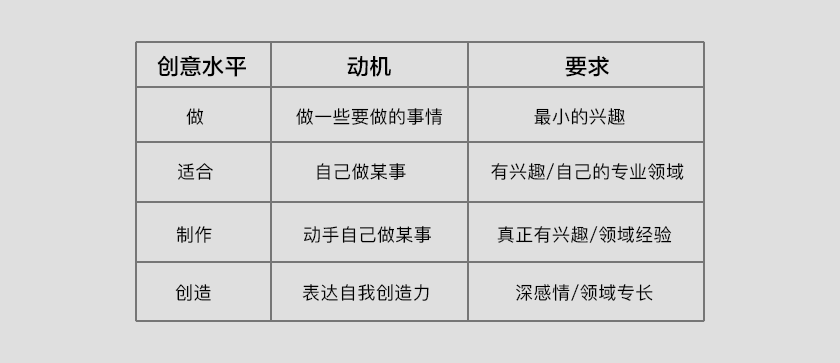 创意水平 动机 要求
做 做一些要做的事情 最小的兴趣
适合 自己做某事 有兴趣/自己的专业领域
制作 动手自己做某事 真正有兴趣/领域经验
创造 表达自我创造力 深感情/领域专长